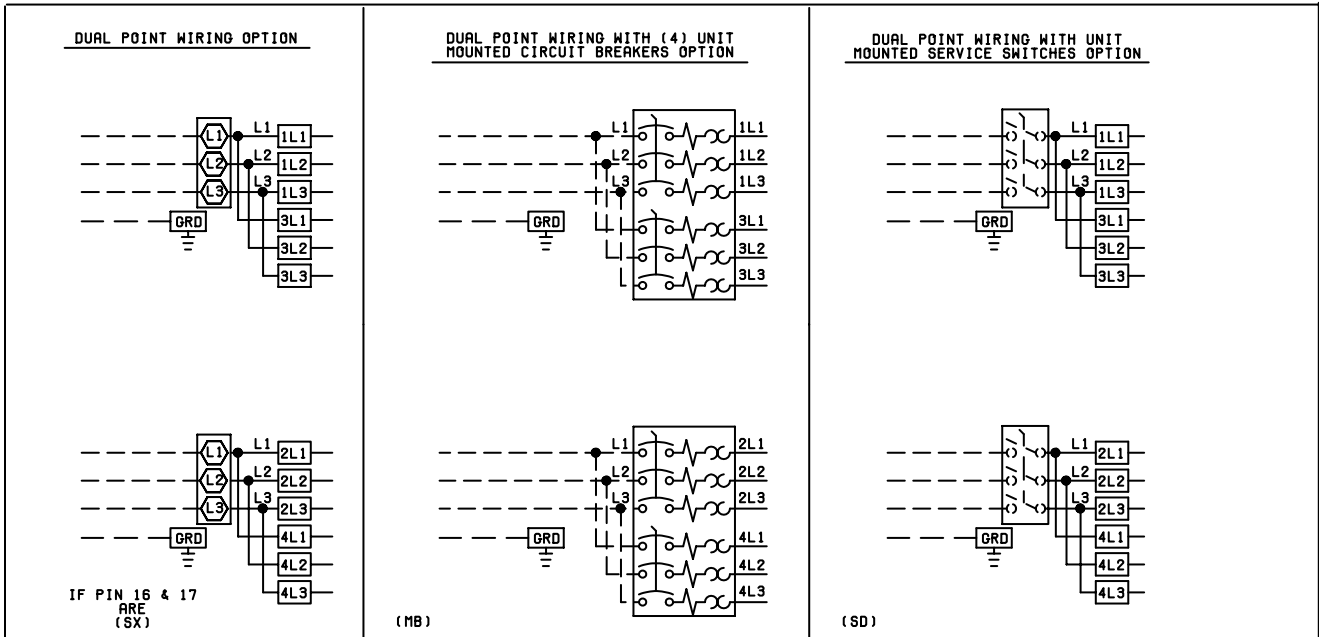 DUAL POINT WIRING OPTION
L1
L1
1L1
L2
L2
1L2
L3
L3
1L3
GRD
3L1
3L2
3L3
L1
L1
2L1
L2
L2
2L2
L3
L3
2L3
GRD
4L1
4L2
4L3
IF PIN 16 & 17
ARE
(SX)
DUAL POINT WIRING WITH (4) UNIT
MOUNTED CIRCUIT BREAKERS OPTION
L1
1L1
L2
1L2
L3
1L3
GRD
3L1
3L2
3L3
L1
2L1
L2
2L2
L3
2L3
GRD
4L1
4L2
4L3
(MB)
DUAL POINT WIRING WITH UNIT
MOUNTED SERVICE SWITCHES OPTION
L1
1L1
L2
1L2
L3
1L3
GRD
3L1
3L2
3L3
L1
2L1
L2
2L2
L3
2L3
GRD
4L1
4L2
4L3
(SD)